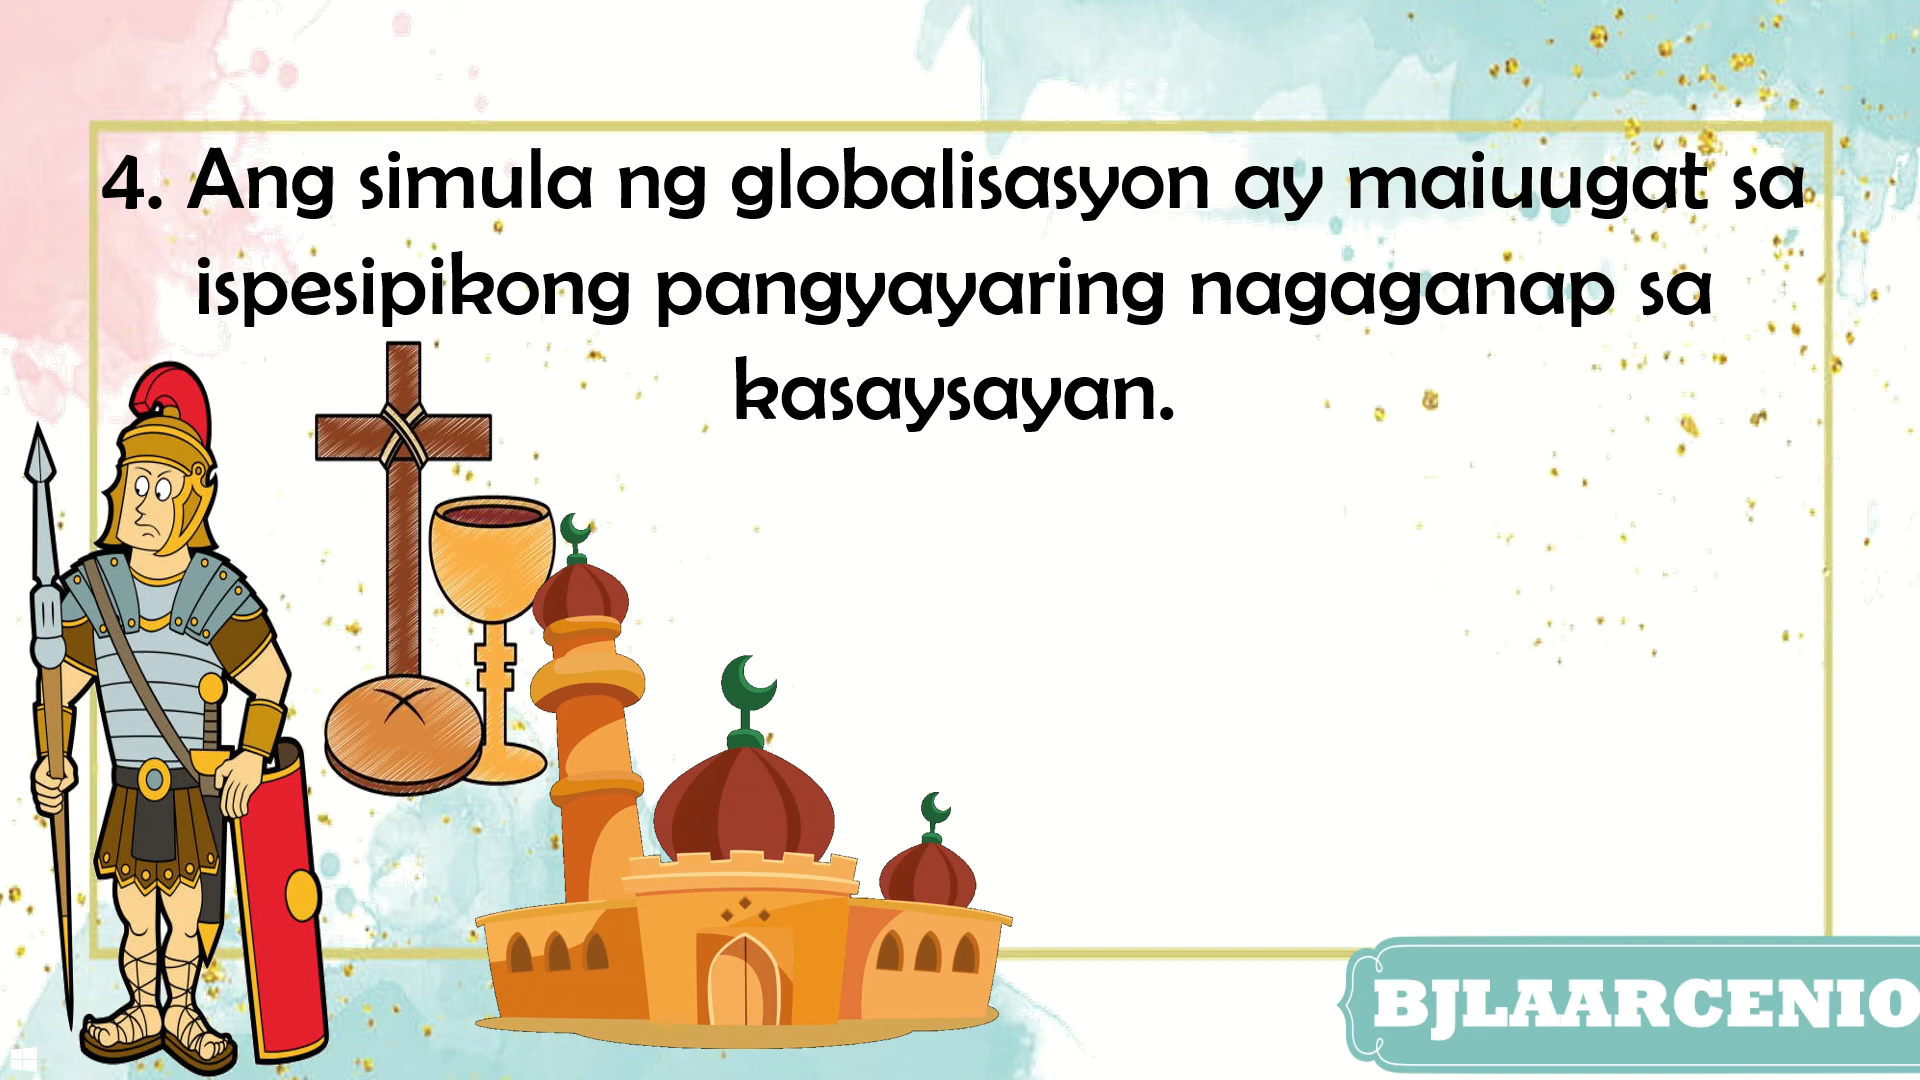 4. Ang simula ng globalisasyon ay maiuugat sa
ispesipikong pangyayaring nagaganap sa
kasaysayan.
BJLAARCENIO